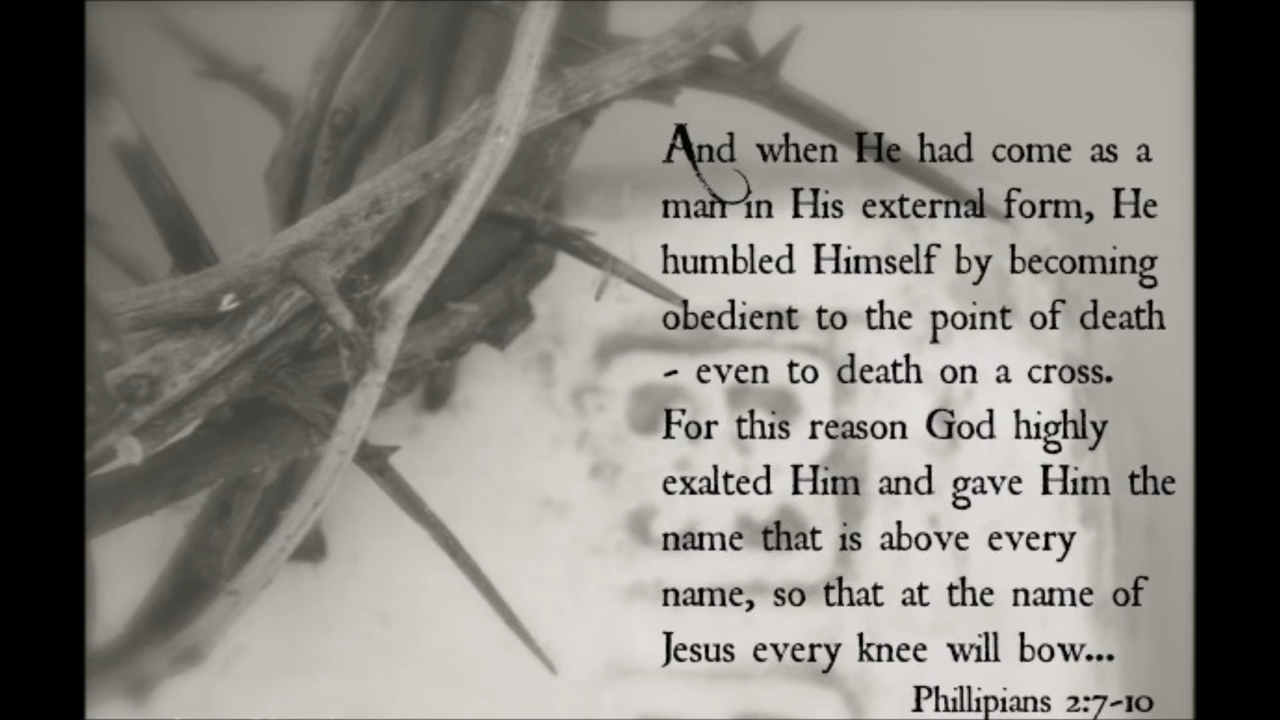 And when He had come as a
man in His external form, He
humbled Himself by becoming
obedient to the point of death
- even to death on a cross.
For this reason God highly
exalted Him and gave Him the
name that is above every
name, so that at the name of
Jesus every knee will bow...
Phillipians 2:7-10